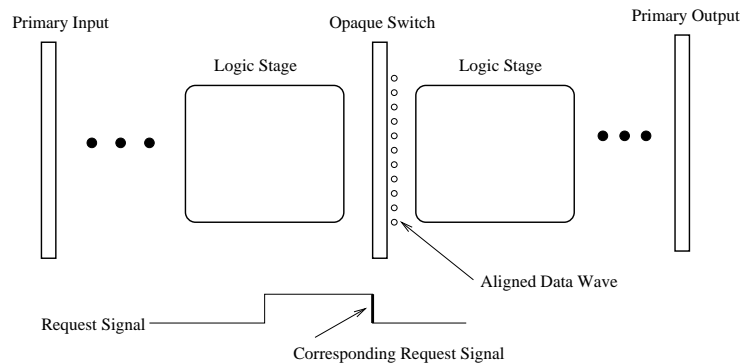 Primary Input
Opaque Switch
Primary Output
Logic Stage
Logic Stage
Aligned Data Wave
Request Signal
Corresponding Request Signal